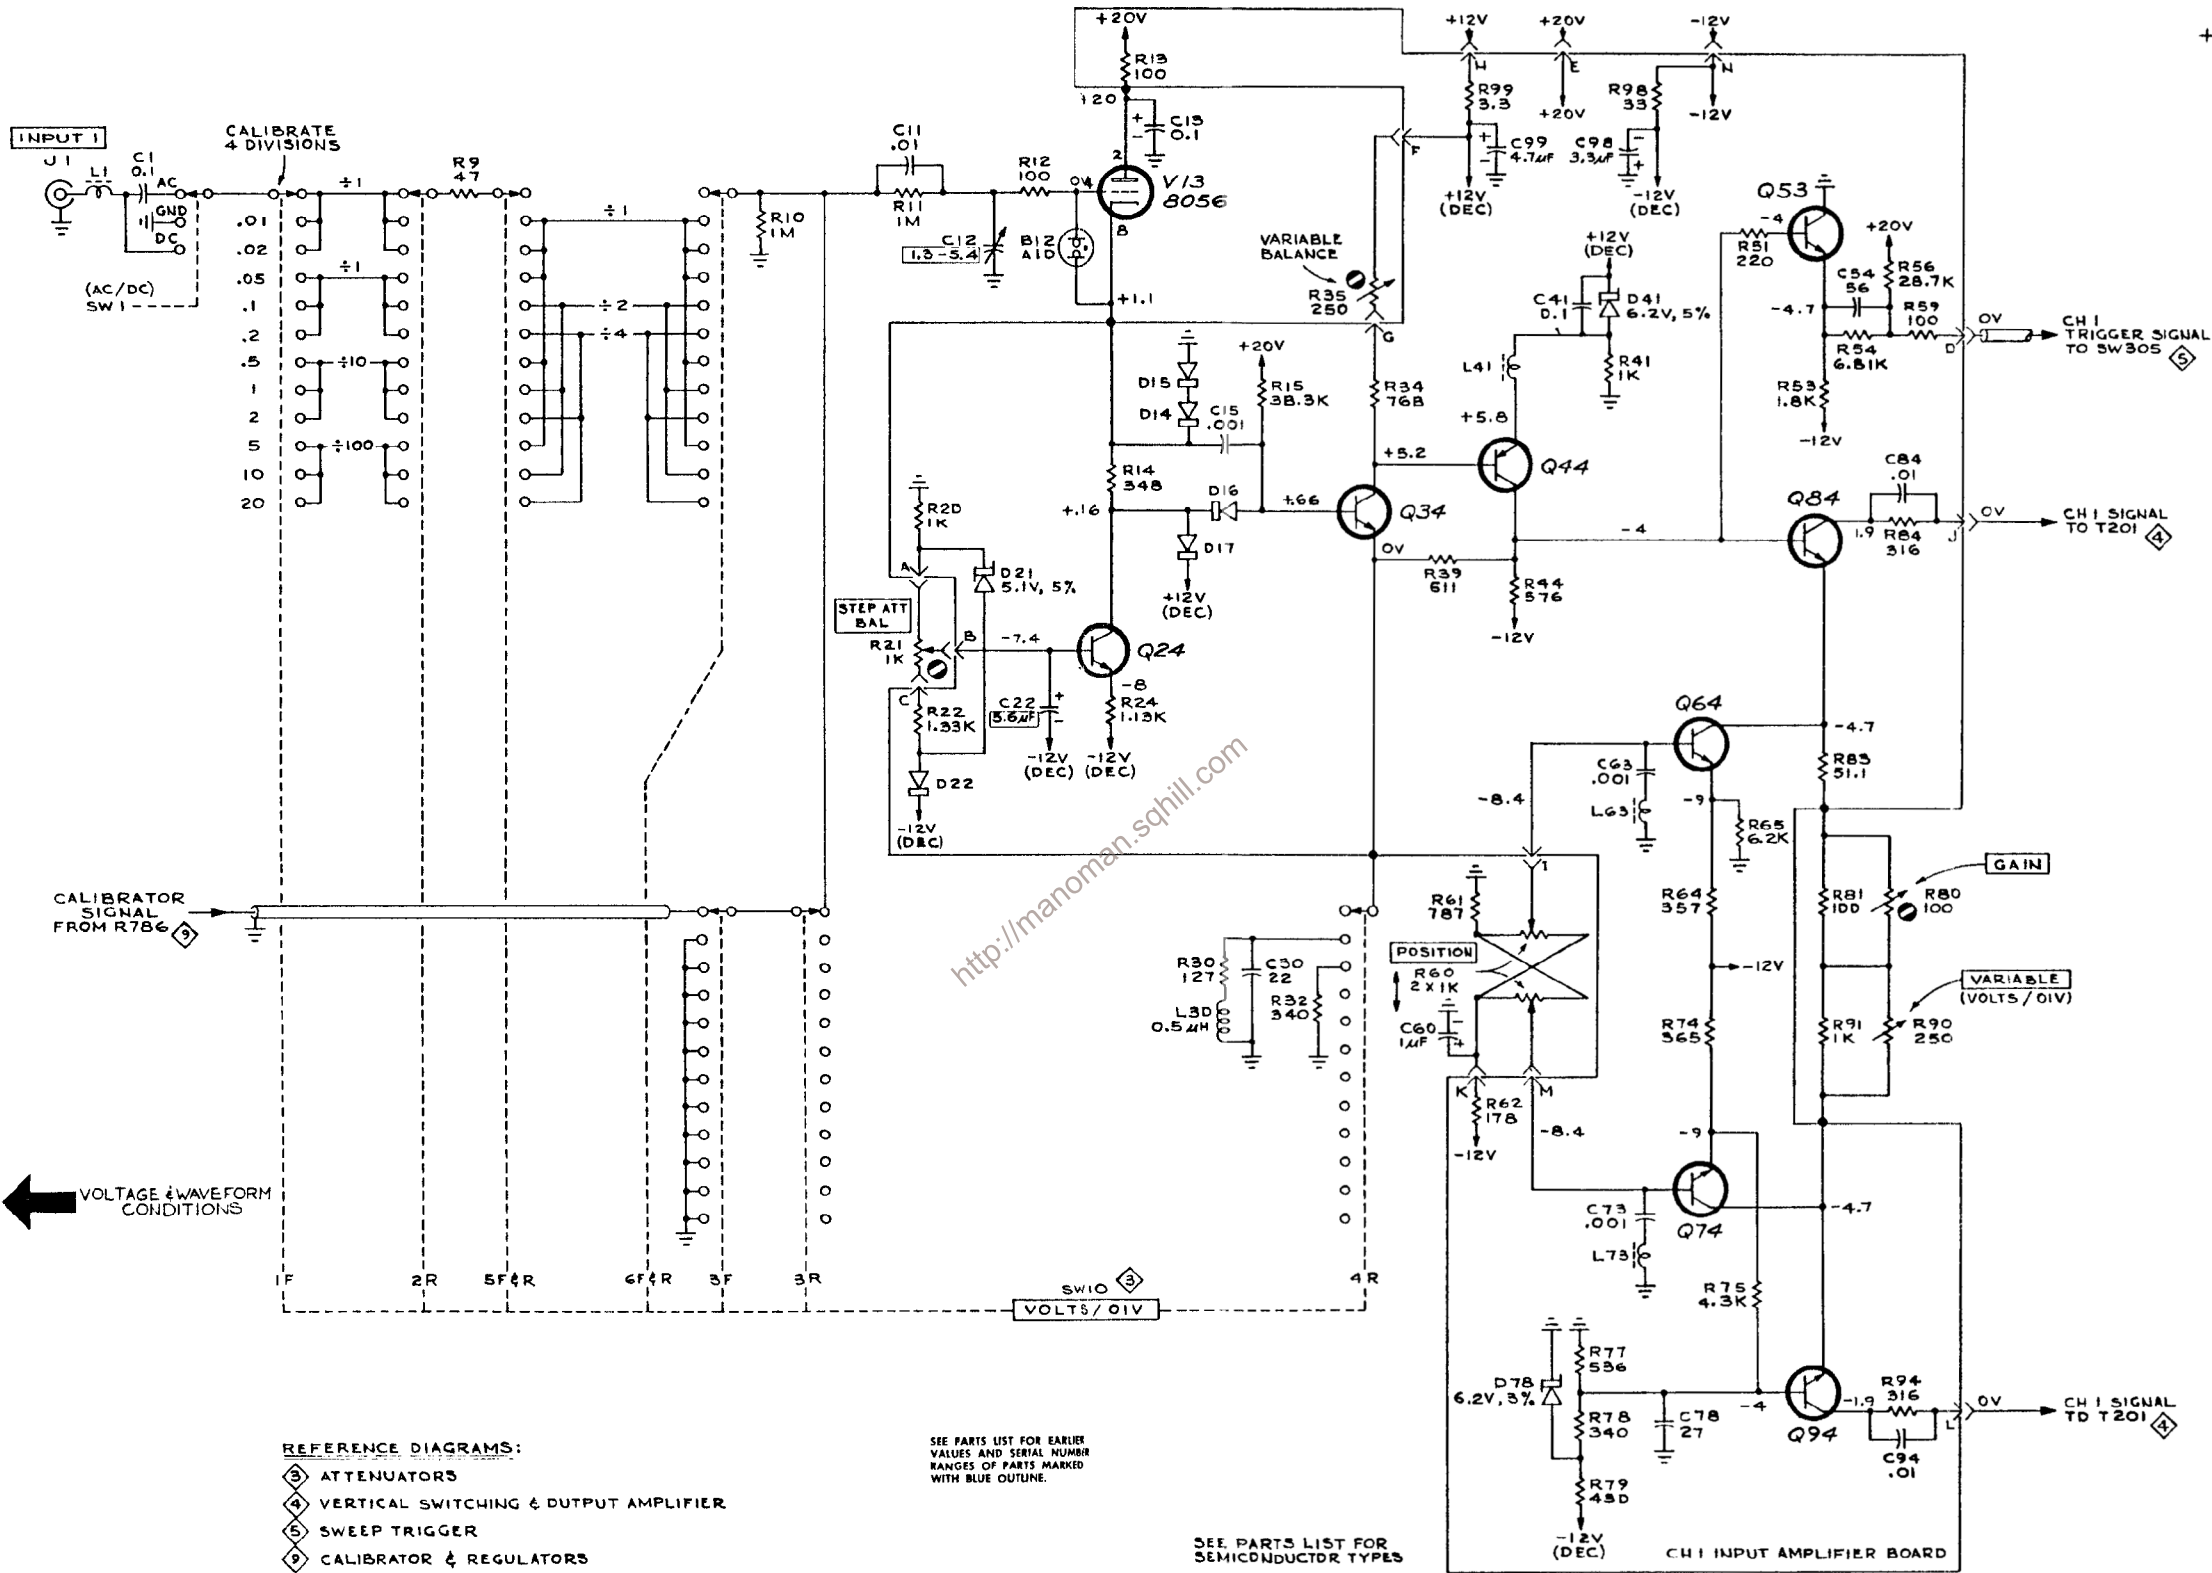 +20V
R13
100
120
+
-
C13
0.1
2
V13
8056
8
+12V
+20V
-12V
+
H
E
N
R99
3.3
+20V
R98
33
-12V
C99
4.7µF
C98
3.3µF
F
+12V
(DEC)
-12V
(DEC)
INPUT 1
J1
L1
C1
0.1
AC
GND
DC
CALIBRATE
4 DIVISIONS
÷1
R9
47
÷1
.01
.02
.05
÷1
.1
÷2
.2
÷4
.5
÷10
1
2
5
÷100
10
20
(AC/DC)
SW1
C11
.01
R11
1M
R10
1M
R12
100
0V
C12
1.3-5.4
B12
A1D
+1.1
VARIABLE
BALANCE
R35
250
G
+12V
(DEC)
C41
D.1
D41
6.2V, 5%
L41
R41
1K
Q53
-4
R51
220
+20V
R56
28.7K
C54
56
-4.7
R59
100
R54
6.81K
R53
1.8K
-12V
D
0V
CH 1
TRIGGER SIGNAL
TO SW305
5
D15
D14
+20V
R15
38.3K
C15
.001
R34
768
+5.8
+5.2
Q44
R14
348
D16
+.66
+.16
Q34
0V
D17
+12V
(DEC)
R39
611
R44
576
-12V
-4
C84
.01
Q84
1.9
R84
316
J
0V
CH 1 SIGNAL
TO T201
4
R2D
1K
A
D21
5.1V, 5%
STEP ATT
BAL
R21
1K
B
-7.4
Q24
C
-8
R22
1.33K
C22
5.6µF
+
-
R24
1.13K
D22
-12V
(DEC)
-12V
(DEC)
-12V
(DEC)
Q64
-4.7
C63
.001
-8.4
L63
-9
R65
6.2K
R83
51.1
I
R64
357
R81
1DD
GAIN
R80
100
-12V
VARIABLE
(VOLTS/DIV)
R74
365
R91
1K
R90
250
R61
787
POSITION
R60
2 X 1K
C60
1µF
K
M
R62
178
-12V
-8.4
-9
Q74
-4.7
C73
.001
L73
R75
4.3K
CALIBRATOR
SIGNAL
FROM R786
9
R30
127
C30
22
R32
340
L3D
0.5µH
VOLTAGE & WAVEFORM
CONDITIONS
1F
2R
5F&R
6F&R
3F
3R
4R
SW10
3
VOLTS/DIV
R77
536
D78
6.2V, 3%
R78
340
C78
27
-4
R79
43D
-12V
(DEC)
Q94
-1.9
R94
316
L
0V
CH 1 SIGNAL
TD T201
4
C94
.01
REFERENCE DIAGRAMS:
3 ATTENUATORS
4 VERTICAL SWITCHING & DUTPUT AMPLIFIER
5 SWEEP TRIGGER
9 CALIBRATOR & REGULATORS
SEE PARTS LIST FOR EARLIER
VALUES AND SERIAL NUMBER
RANGES OF PARTS MARKED
WITH BLUE OUTLINE.
SEE PARTS LIST FOR
SEMICONDUCTOR TYPES
CH 1 INPUT AMPLIFIER BOARD
http://manoman.sqhill.com